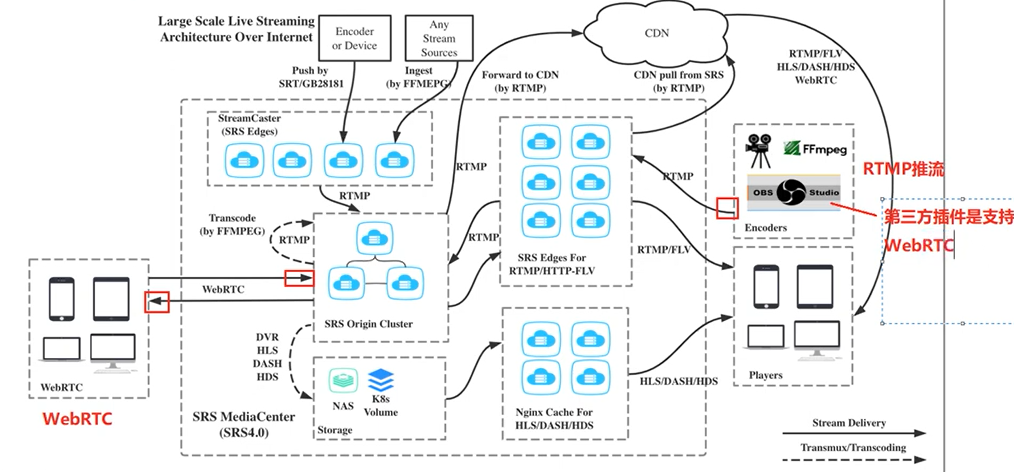 Large Scale Live Streaming
Architecture Over Internet
Encoder
or Device
Any
Stream
Sources
CDN
Push by
SRT/GB28181
Ingest
(by FFMEPG)
Forward to CDN
(by RTMP)
CDN pull from SRS
(by RTMP)
RTMP/FLV
HLS/DASH/HDS
WebRTC
StreamCaster
(SRS Edges)
RTMP
RTMP
Transcode
(by FFMPEG)
RTMP
SRS Origin Cluster
RTMP
SRS Edges For
RTMP/HTTP-FLV
RTMP
FFmpeg
OBS Studio
Encoders
RTMP推流
第三方插件是支持
WebRTC
RTMP/FLV
WebRTC
WebRTC
WebRTC
DVR
HLS
DASH
HDS
NAS
K8s
Volume
Storage
SRS MediaCenter
(SRS4.0)
Nginx Cache For
HLS/DASH/HDS
HLS/DASH/HDS
Players
Stream Delivery
Transmux/Transcoding